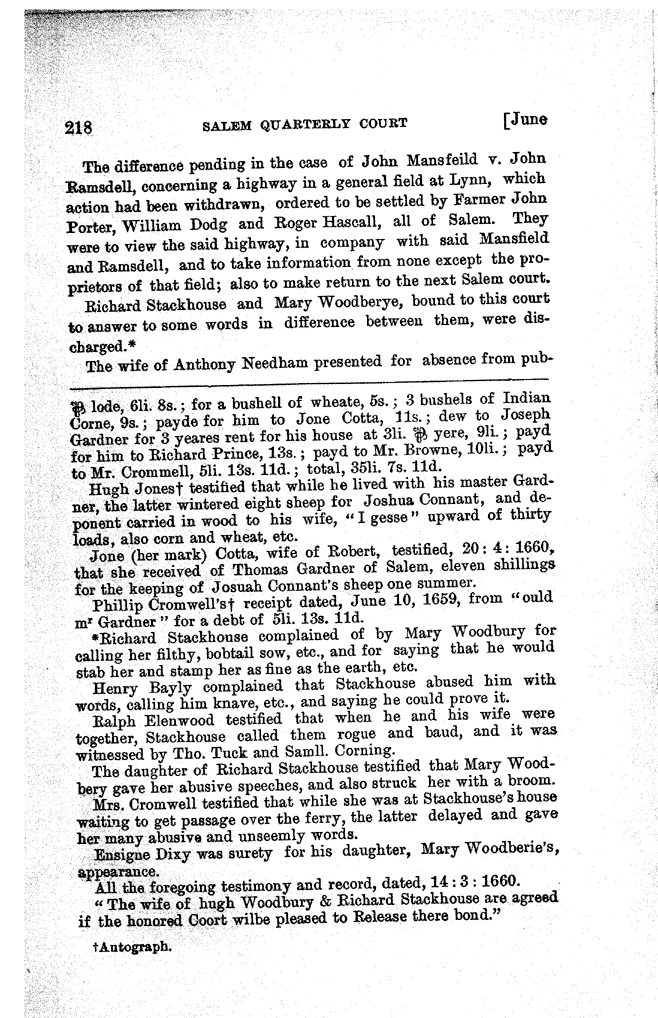 218 SALEM QUARTERLY COURT [June
The difference pending in the case of John Mansfeild v. John
Ramsdell, concerning a highway in a general field at Lynn, which
action had been withdrawn, ordered to be settled by Farmer John
Porter, William Dodg and Roger Hascall, all of Salem. They
were to view the said highway, in company with said Mansfield
and Ramsdell, and to take information from none except the pro-
prietors of that field; also to make return to the next Salem court.
Richard Stackhouse and Mary Woodberye, bound to this court
to answer to some words in difference between them, were dis-
charged.*
The wife of Anthony Needham presented for absence from pub-
⅌ lode, 6li. 8s.; for a bushell of wheate, 5s.; 3 bushels of Indian
Corne, 9s.; payde for him to Jone Cotta, 11s.; dew to Joseph
Gardner for 3 yeares rent for his house at 3li. ⅌ yere, 9li.; payd
for him to Richard Prince, 13s.; payd to Mr. Browne, 10li.; payd
to Mr. Crommell, 5li. 13s. 11d.; total, 35li. 7s. 11d.
Hugh Jones† testified that while he lived with his master Gard-
ner, the latter wintered eight sheep for Joshua Connant, and de-
ponent carried in wood to his wife, "I gesse" upward of thirty
loads, also corn and wheat, etc.
Jone (her mark) Cotta, wife of Robert, testified, 20: 4: 1660,
that she received of Thomas Gardner of Salem, eleven shillings
for the keeping of Josuah Connant's sheep one summer.
Phillip Cromwell's† receipt dated, June 10, 1659, from "ould
mʳ Gardner" for a debt of 5li. 13s. 11d.
*Richard Stackhouse complained of by Mary Woodbury for
calling her filthy, bobtail sow, etc., and for saying that he would
stab her and stamp her as fine as the earth, etc.
Henry Bayly complained that Stackhouse abused him with
words, calling him knave, etc., and saying he could prove it.
Ralph Elenwood testified that when he and his wife were
together, Stackhouse called them rogue and baud, and it was
witnessed by Tho. Tuck and Samll. Corning.
The daughter of Richard Stackhouse testified that Mary Wood-
bery gave her abusive speeches, and also struck her with a broom.
Mrs. Cromwell testified that while she was at Stackhouse's house
waiting to get passage over the ferry, the latter delayed and gave
her many abusive and unseemly words.
Ensigne Dixy was surety for his daughter, Mary Woodberie's,
appearance.
All the foregoing testimony and record, dated, 14: 3: 1660.
"The wife of hugh Woodbury & Richard Stackhouse are agreed
if the honored Coort wilbe pleased to Release there bond."
†Autograph.